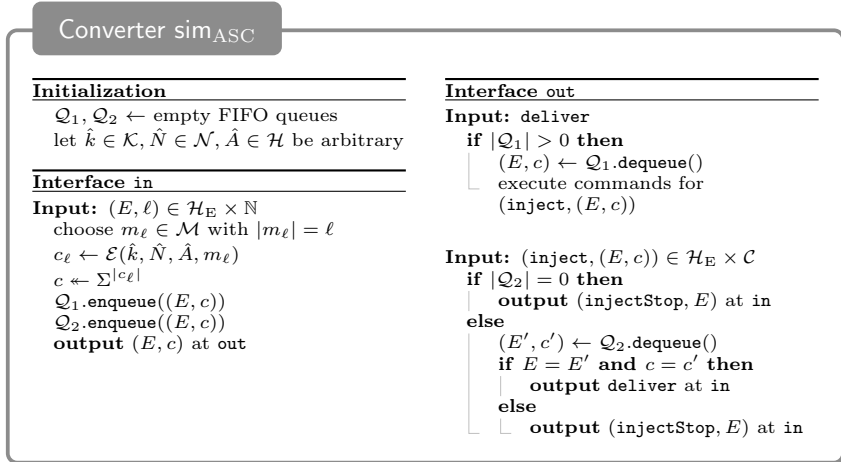 Converter sim_ASC
Initialization
𝒬₁, 𝒬₂ ← empty FIFO queues
let k̂ ∈ 𝒦, N̂ ∈ 𝒩, Â ∈ ℋ be arbitrary
Interface in
Input: (E, ℓ) ∈ ℋ_E × ℕ
choose m_ℓ ∈ ℳ with |m_ℓ| = ℓ
c_ℓ ← ℰ(k̂, N̂, Â, m_ℓ)
c ↞ Σ^{|c_ℓ|}
𝒬₁.enqueue((E, c))
𝒬₂.enqueue((E, c))
output (E, c) at out
Interface out
Input: deliver
if |𝒬₁| > 0 then
(E, c) ← 𝒬₁.dequeue()
execute commands for
(inject, (E, c))
Input: (inject, (E, c)) ∈ ℋ_E × 𝒞
if |𝒬₂| = 0 then
output (injectStop, E) at in
else
(E′, c′) ← 𝒬₂.dequeue()
if E = E′ and c = c′ then
output deliver at in
else
output (injectStop, E) at in